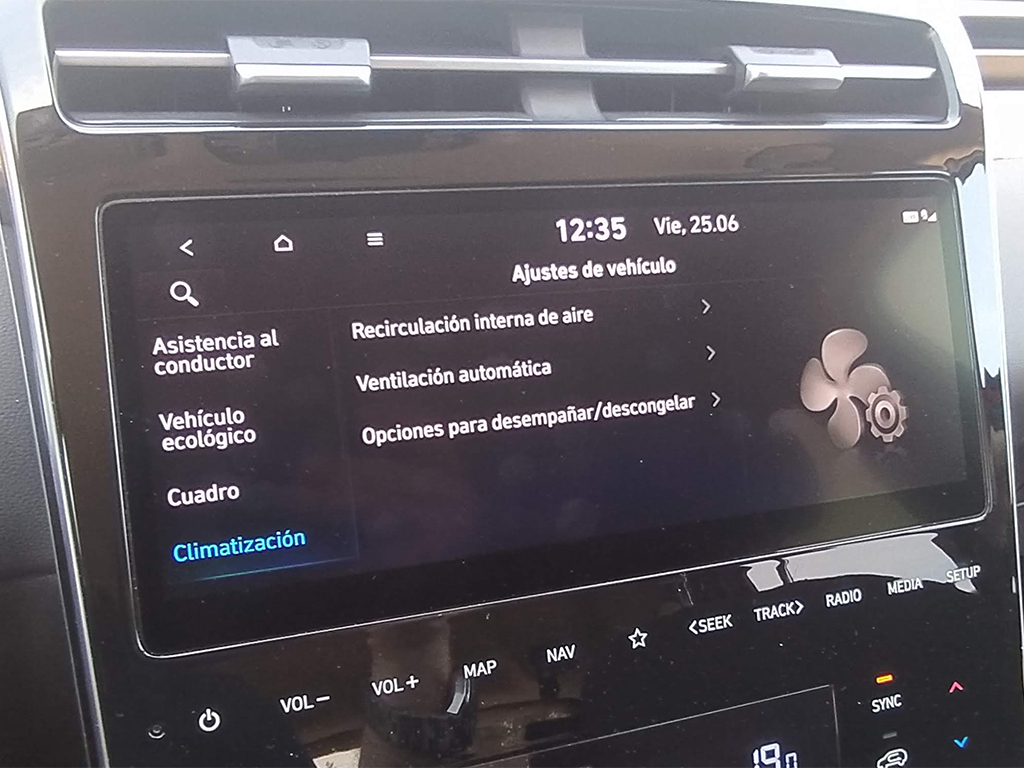 12:35 Vie, 25.06
Ajustes de vehículo
Asistencia al
conductor
Vehículo
ecológico
Cuadro
Climatización
Recirculación interna de aire
Ventilación automática
Opciones para desempañar/descongelar
VOL− VOL+ MAP NAV <SEEK TRACK> RADIO MEDIA SETUP
SYNC